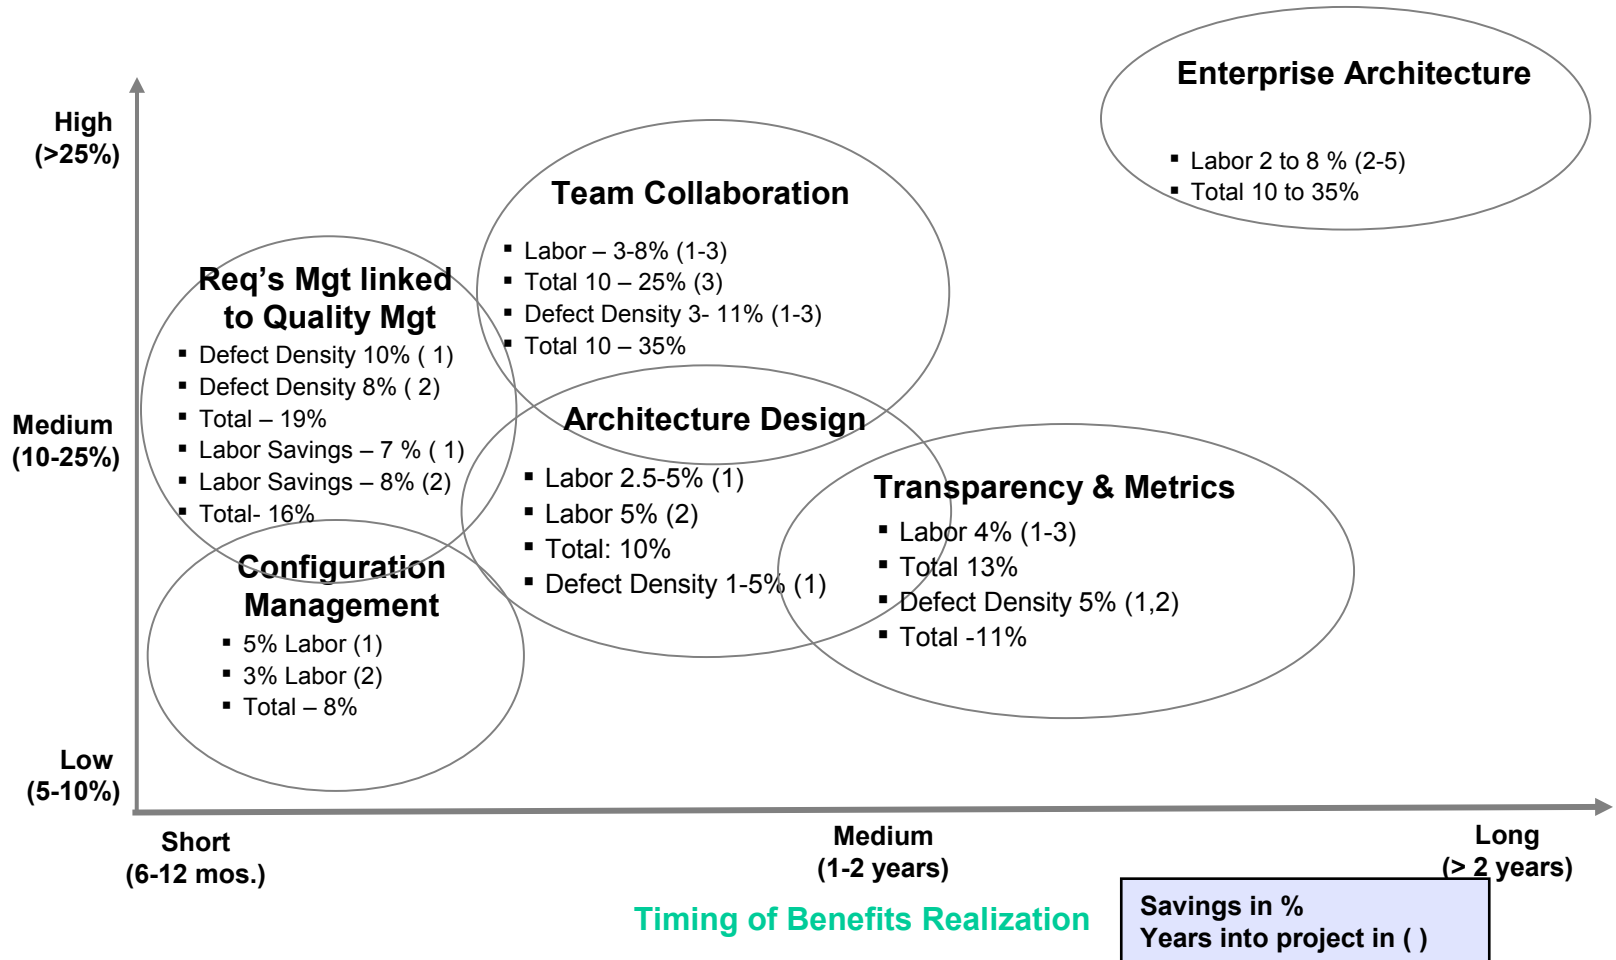 Enterprise Architecture
▪ Labor 2 to 8 % (2-5)
▪ Total 10 to 35%
High
(>25%)
Team Collaboration
▪ Labor – 3-8% (1-3)
▪ Total 10 – 25% (3)
▪ Defect Density 3- 11% (1-3)
▪ Total 10 – 35%
Req’s Mgt linked
to Quality Mgt
▪ Defect Density 10% ( 1)
▪ Defect Density 8% ( 2)
▪ Total – 19%
▪ Labor Savings – 7 % ( 1)
▪ Labor Savings – 8% (2)
▪ Total- 16%
Medium
(10-25%)
Architecture Design
▪ Labor 2.5-5% (1)
▪ Labor 5% (2)
▪ Total: 10%
▪ Defect Density 1-5% (1)
Transparency & Metrics
▪ Labor 4% (1-3)
▪ Total 13%
▪ Defect Density 5% (1,2)
▪ Total -11%
Configuration
Management
▪ 5% Labor (1)
▪ 3% Labor (2)
▪ Total – 8%
Low
(5-10%)
Short
(6-12 mos.)
Medium
(1-2 years)
Long
(> 2 years)
Timing of Benefits Realization
Savings in %
Years into project in ( )